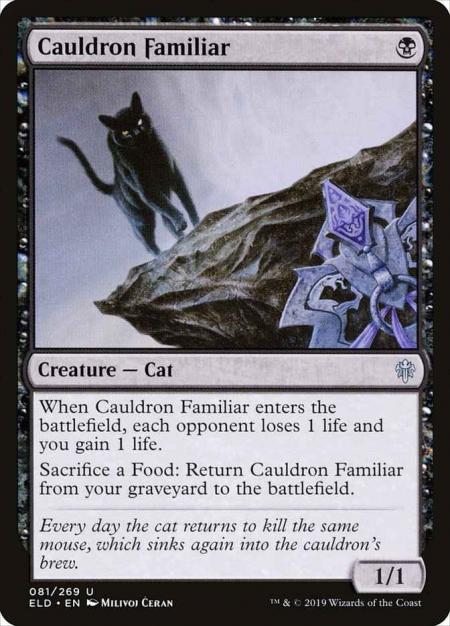 Cauldron Familiar
Creature — Cat
When Cauldron Familiar enters the
battlefield, each opponent loses 1 life and
you gain 1 life.
Sacrifice a Food: Return Cauldron Familiar
from your graveyard to the battlefield.
Every day the cat returns to kill the same
mouse, which sinks again into the cauldron's
brew.
1/1
081/269 U
ELD • EN Milivoj Ćeran
™ & © 2019 Wizards of the Coast